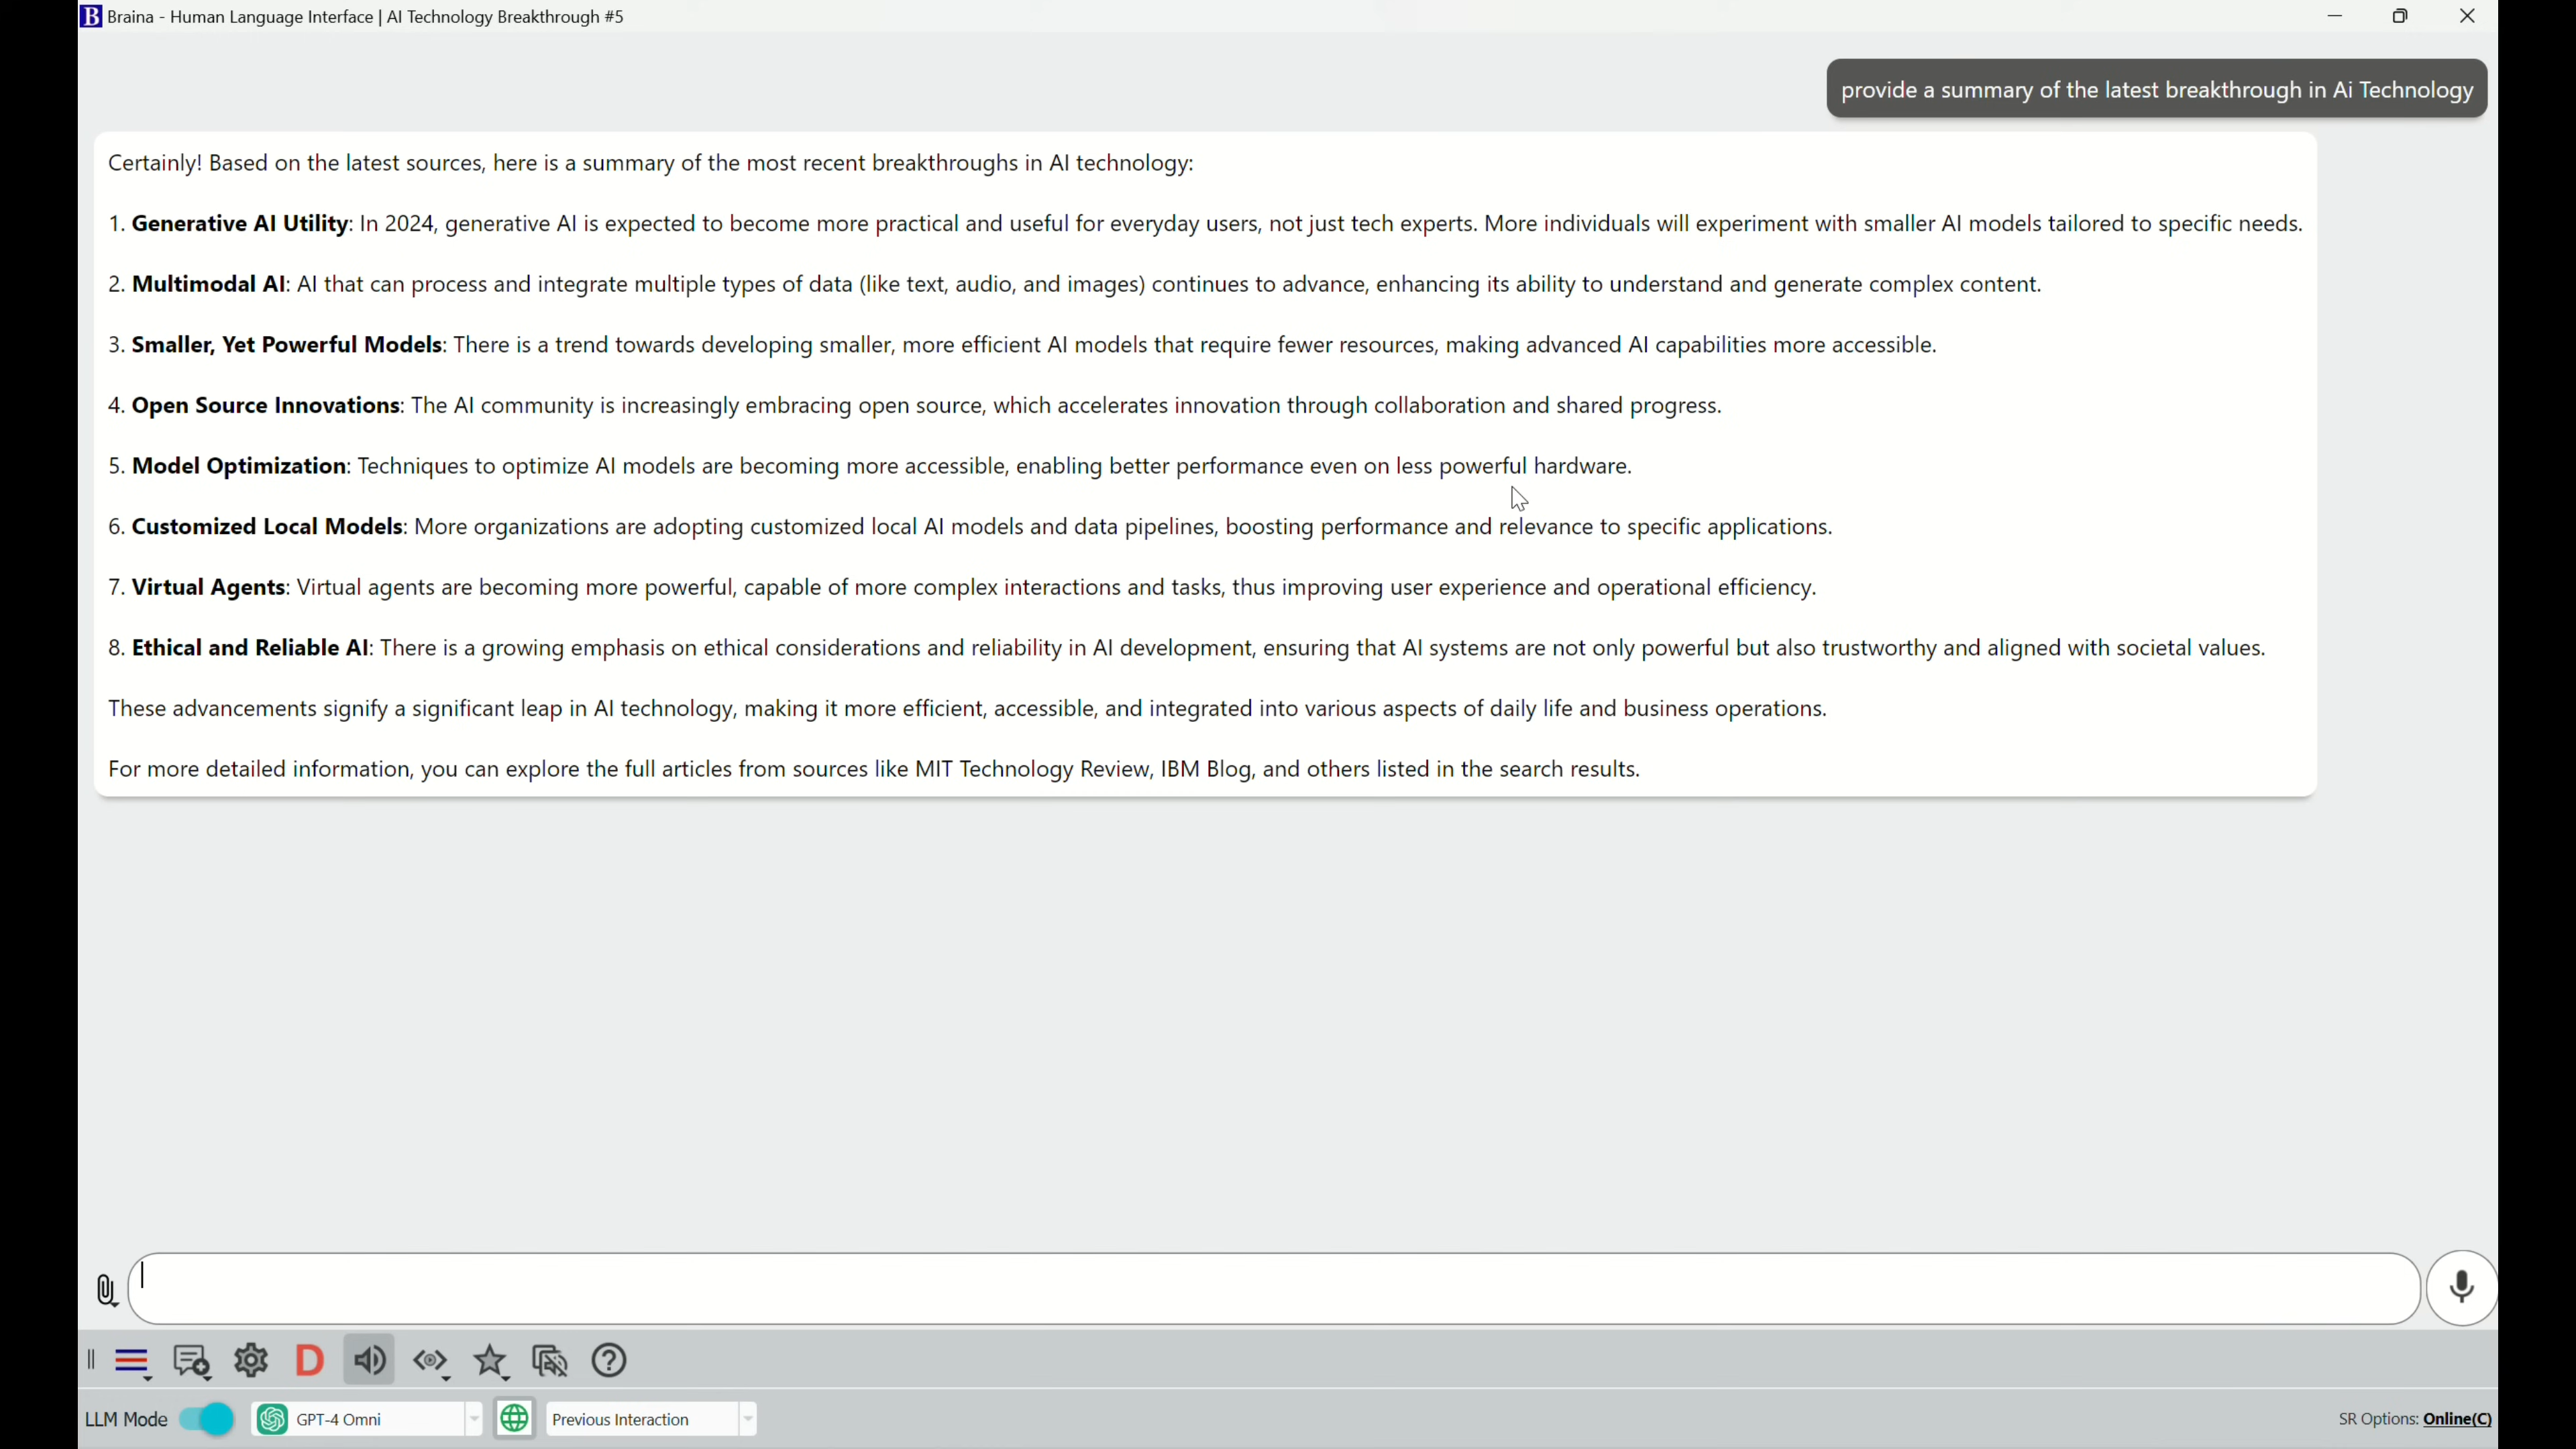 B Braina - Human Language Interface | AI Technology Breakthrough #5
provide a summary of the latest breakthrough in Ai Technology
Certainly! Based on the latest sources, here is a summary of the most recent breakthroughs in AI technology:
1. Generative AI Utility: In 2024, generative AI is expected to become more practical and useful for everyday users, not just tech experts. More individuals will experiment with smaller AI models tailored to specific needs.
2. Multimodal AI: AI that can process and integrate multiple types of data (like text, audio, and images) continues to advance, enhancing its ability to understand and generate complex content.
3. Smaller, Yet Powerful Models: There is a trend towards developing smaller, more efficient AI models that require fewer resources, making advanced AI capabilities more accessible.
4. Open Source Innovations: The AI community is increasingly embracing open source, which accelerates innovation through collaboration and shared progress.
5. Model Optimization: Techniques to optimize AI models are becoming more accessible, enabling better performance even on less powerful hardware.
6. Customized Local Models: More organizations are adopting customized local AI models and data pipelines, boosting performance and relevance to specific applications.
7. Virtual Agents: Virtual agents are becoming more powerful, capable of more complex interactions and tasks, thus improving user experience and operational efficiency.
8. Ethical and Reliable AI: There is a growing emphasis on ethical considerations and reliability in AI development, ensuring that AI systems are not only powerful but also trustworthy and aligned with societal values.
These advancements signify a significant leap in AI technology, making it more efficient, accessible, and integrated into various aspects of daily life and business operations.
For more detailed information, you can explore the full articles from sources like MIT Technology Review, IBM Blog, and others listed in the search results.
D
LLM Mode GPT-4 Omni Previous Interaction SR Options: Online(C)